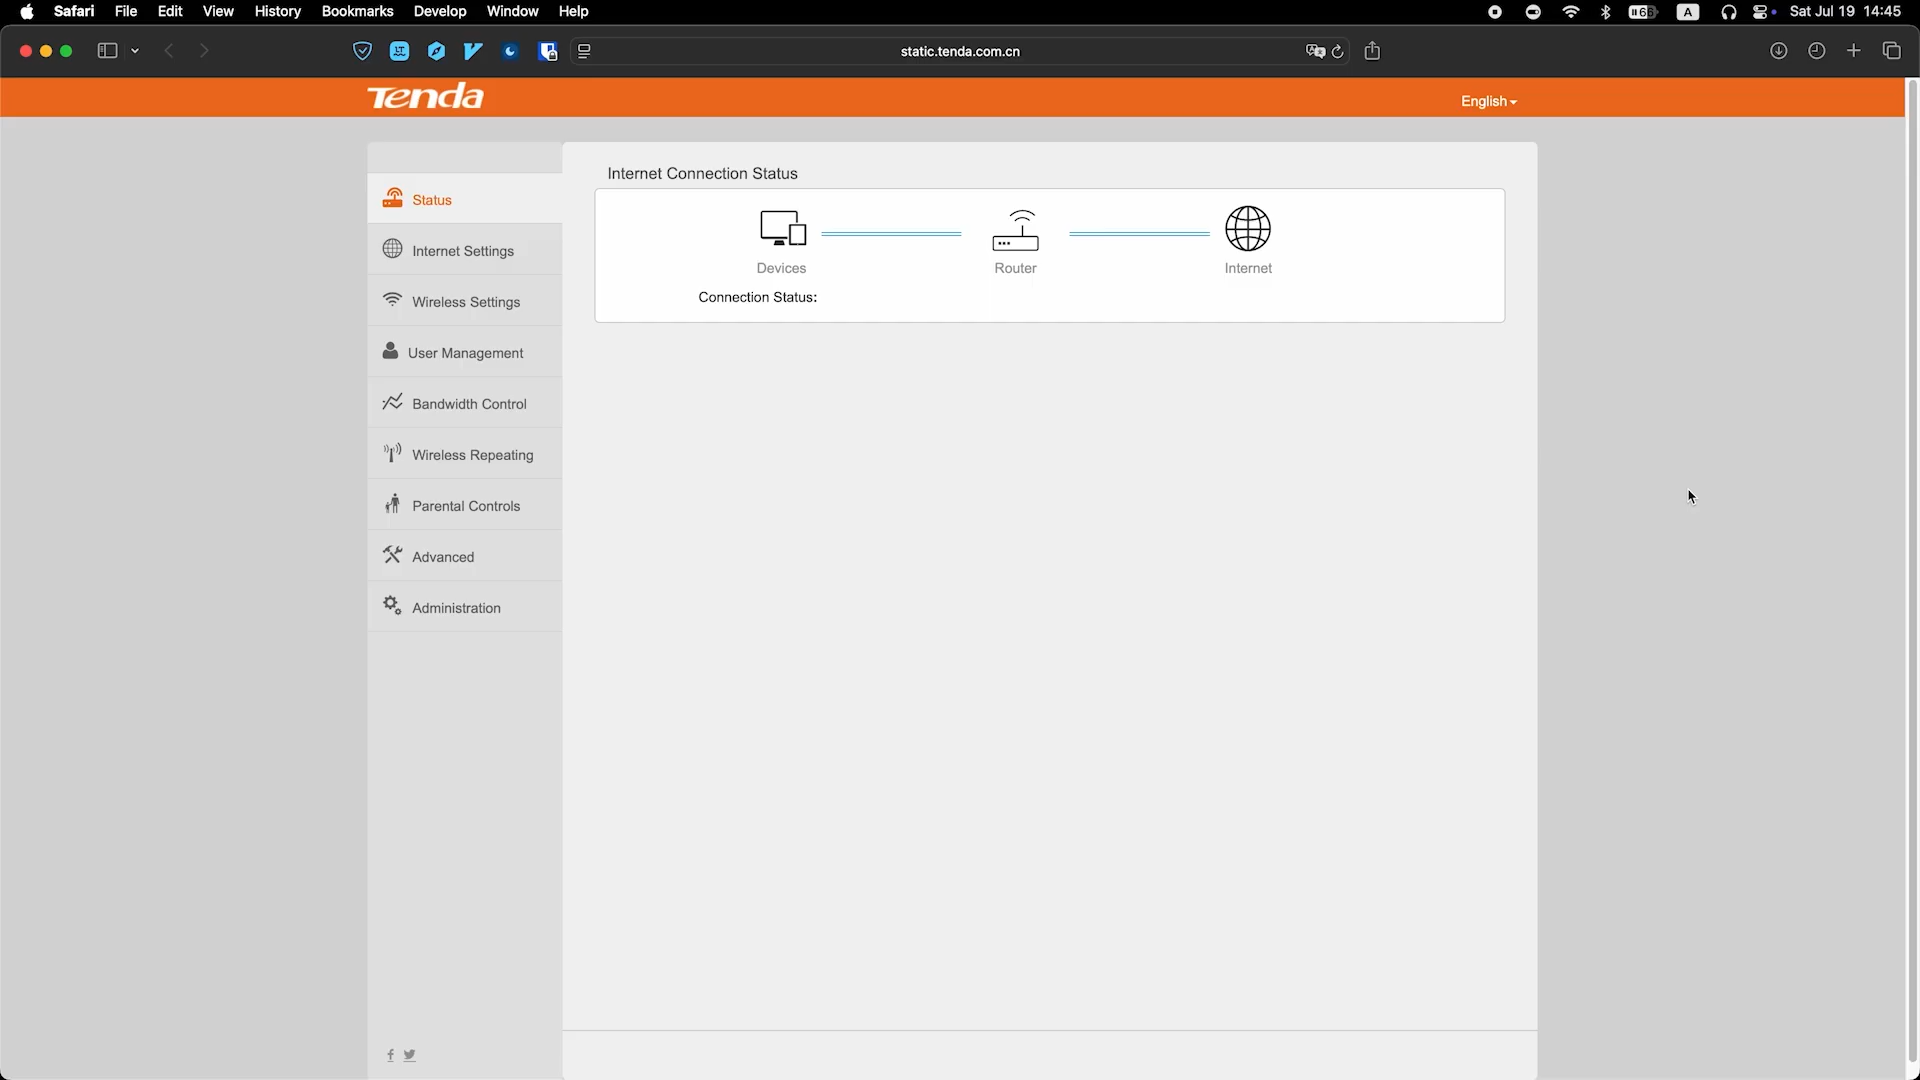 Safari File Edit View History Bookmarks Develop Window Help
A Sat Jul 19 14:45
static.tenda.com.cn
Tenda
English
Status
Internet Settings
Wireless Settings
User Management
Bandwidth Control
Wireless Repeating
Parental Controls
Advanced
Administration
Internet Connection Status
Devices
Router
Internet
Connection Status: